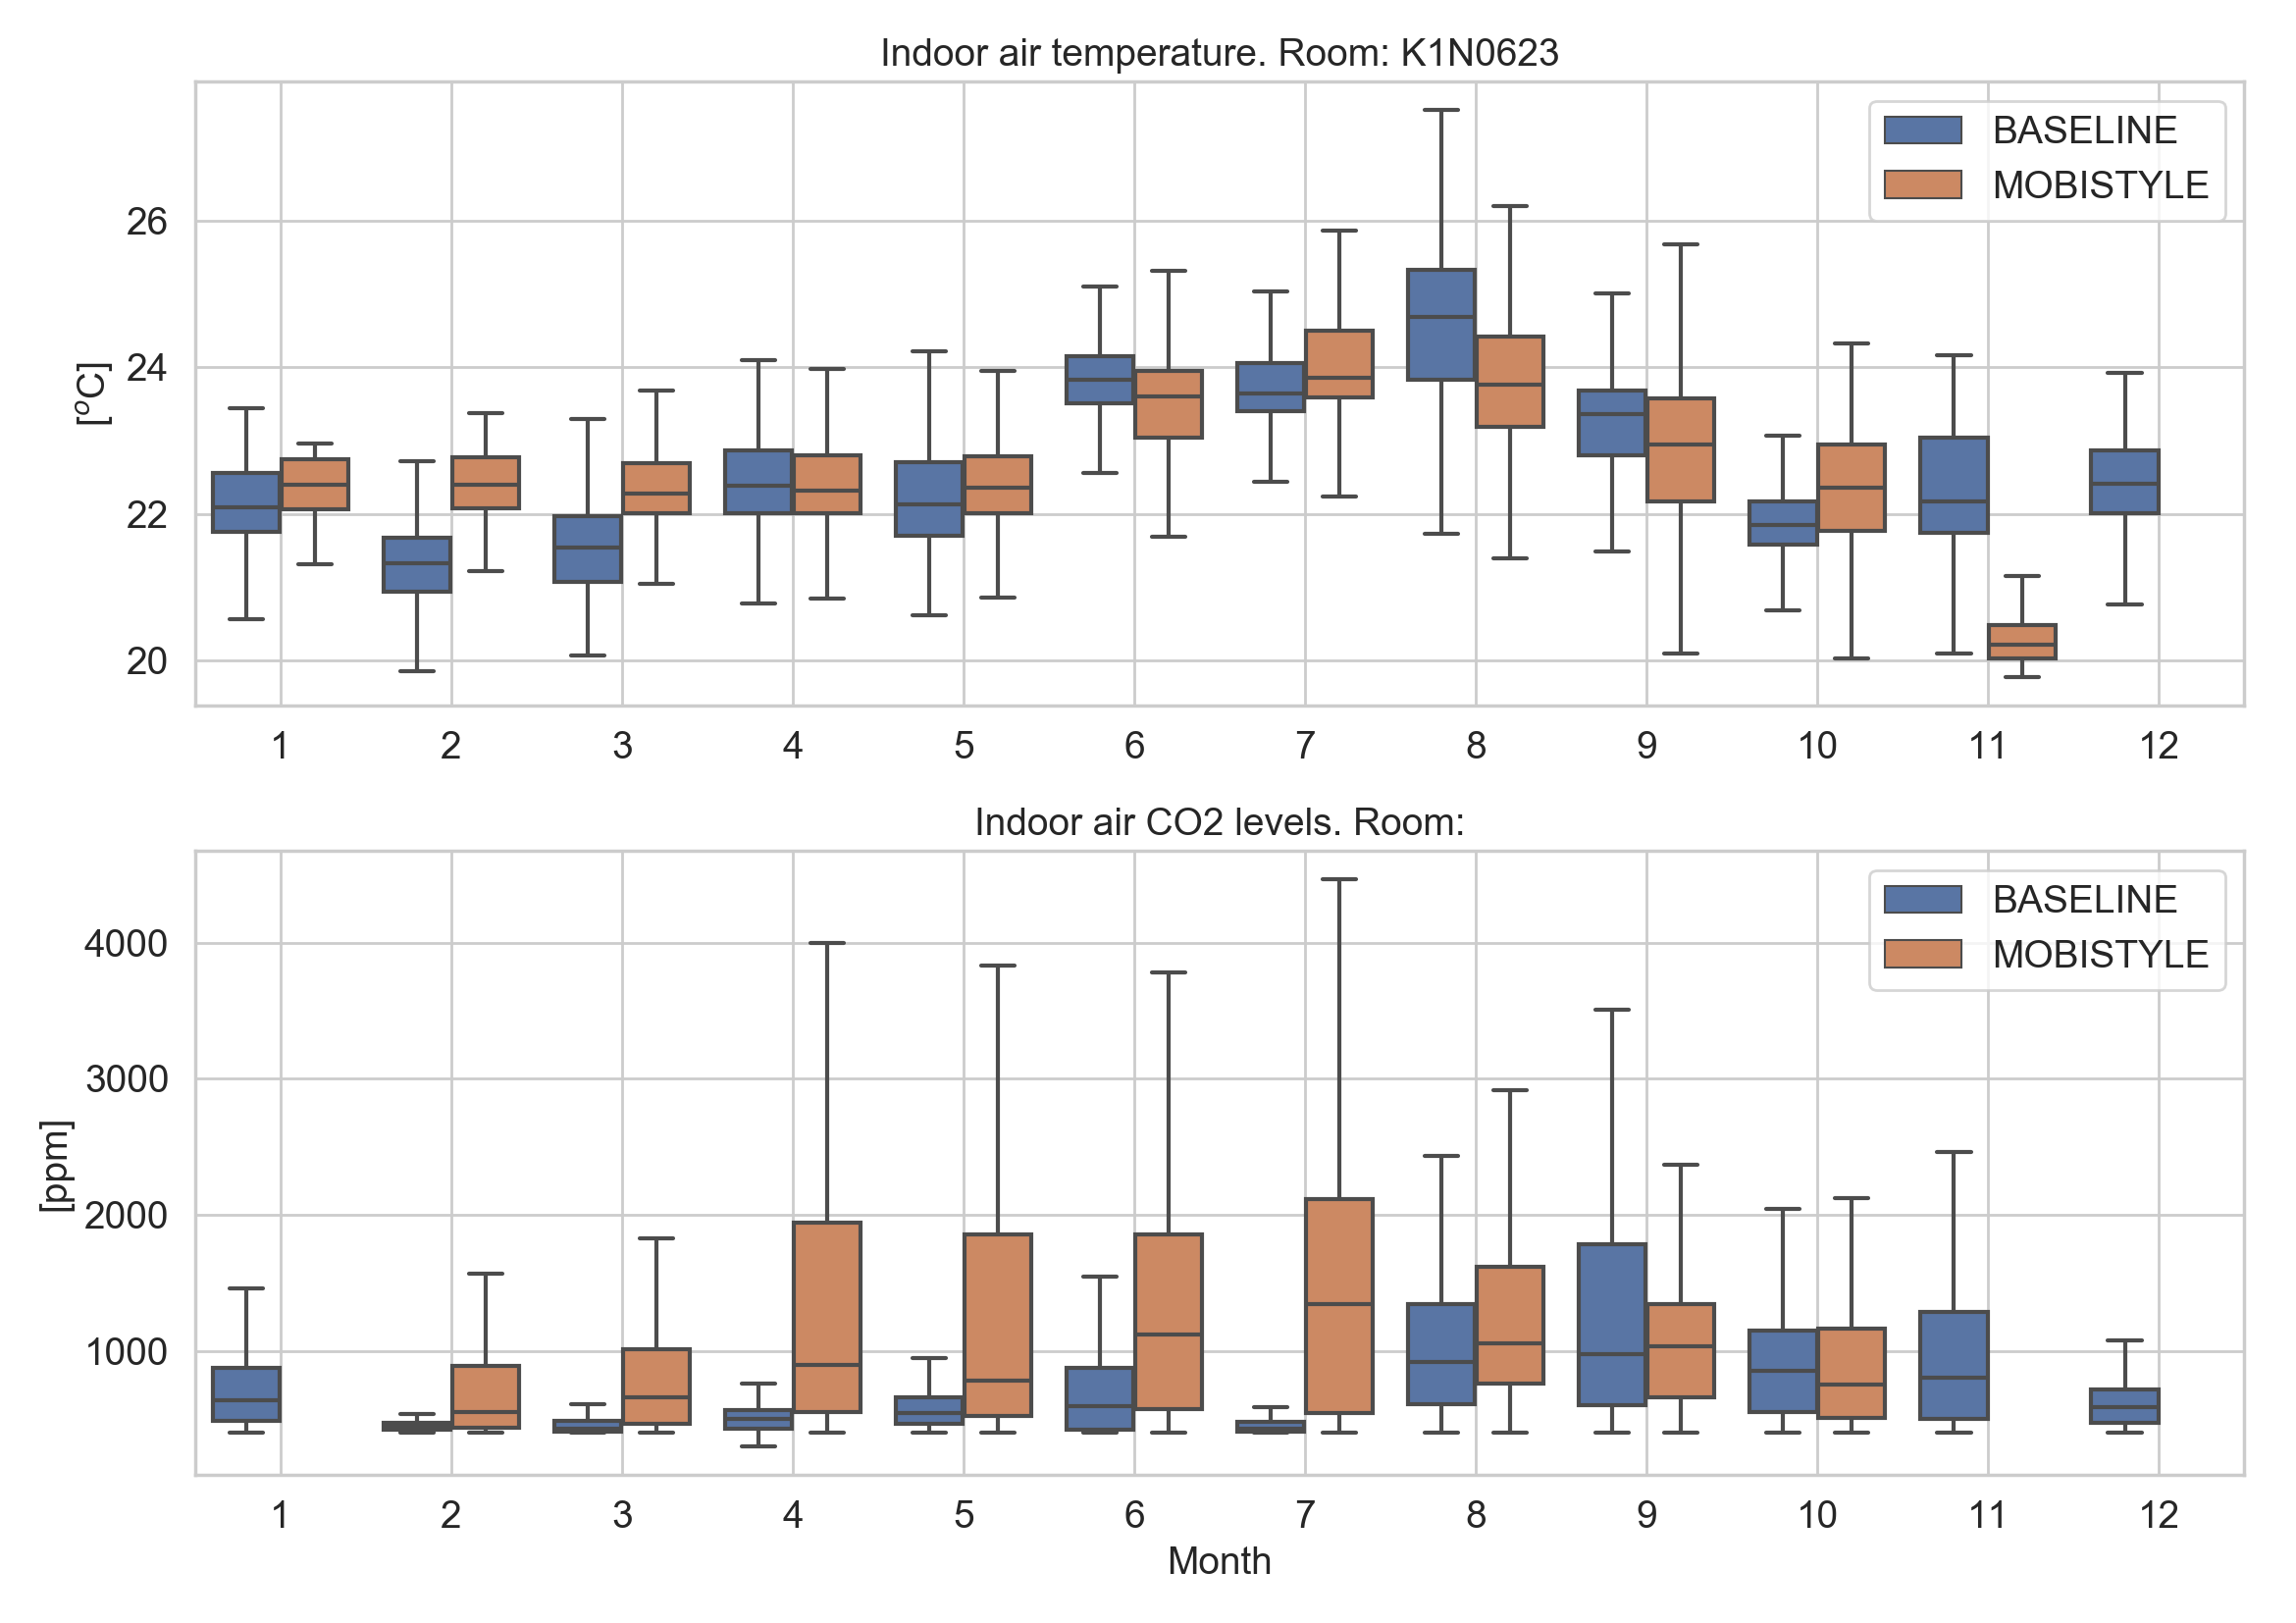 Indoor air temperature. Room: K1N0623
BASELINE
MOBISTYLE
[°C]
26
24
22
20
1 2 3 4 5 6 7 8 9 10 11 12
Indoor air CO2 levels. Room:
BASELINE
MOBISTYLE
[ppm]
4000
3000
2000
1000
1 2 3 4 5 6 7 8 9 10 11 12
Month